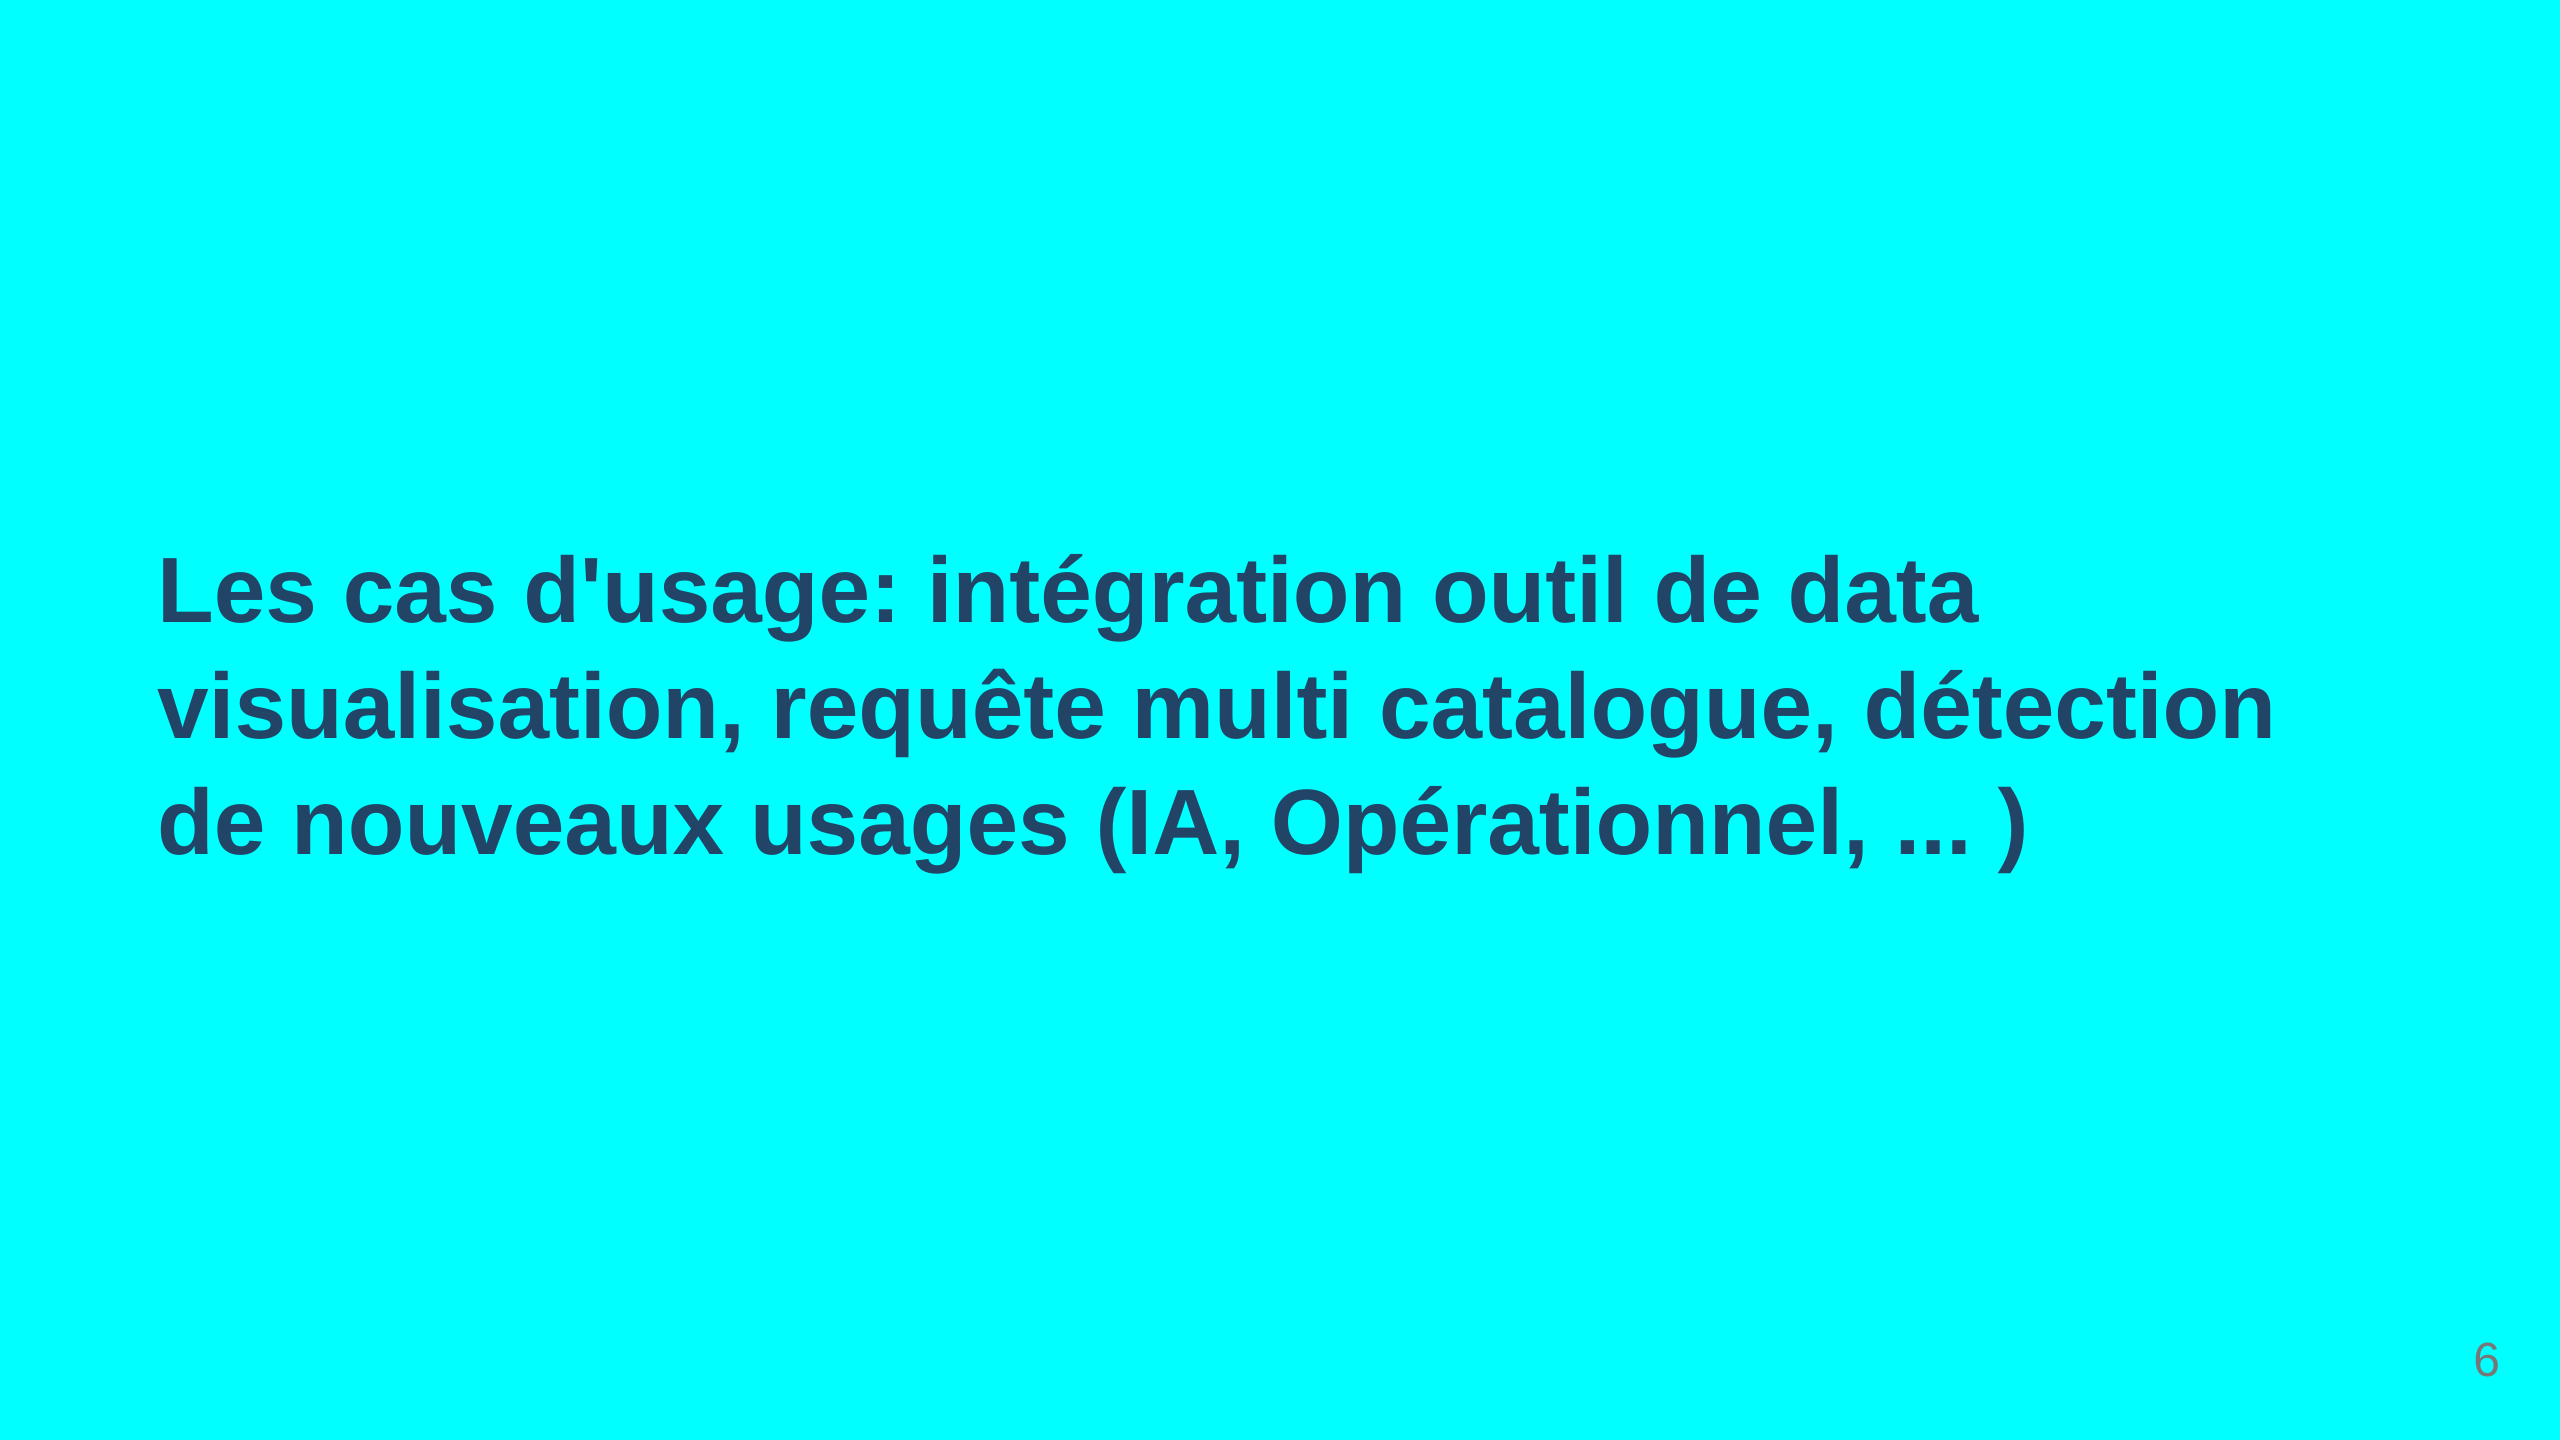 Les cas d'usage: intégration outil de data
visualisation, requête multi catalogue, détection
de nouveaux usages (IA, Opérationnel, ... )
6